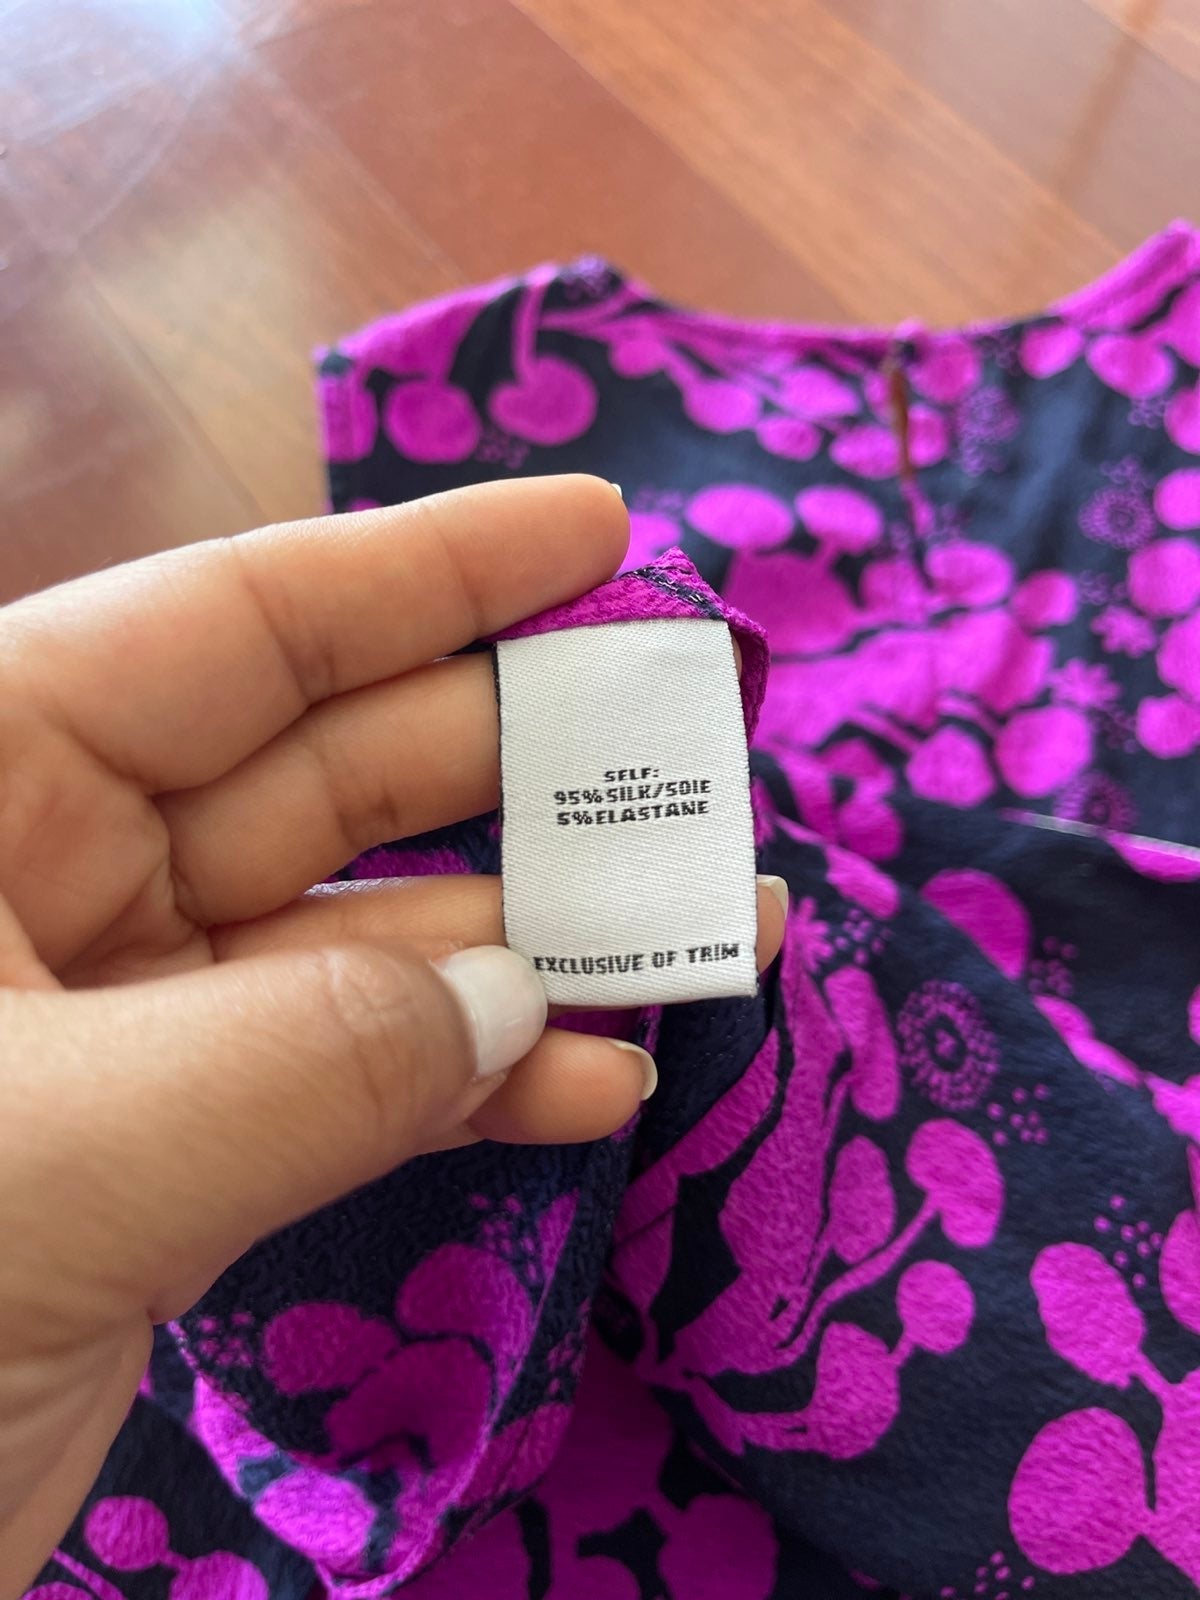 SELF:
95%SILK/SOIE
5%ELASTANE
EXCLUSIVE OF TRIM